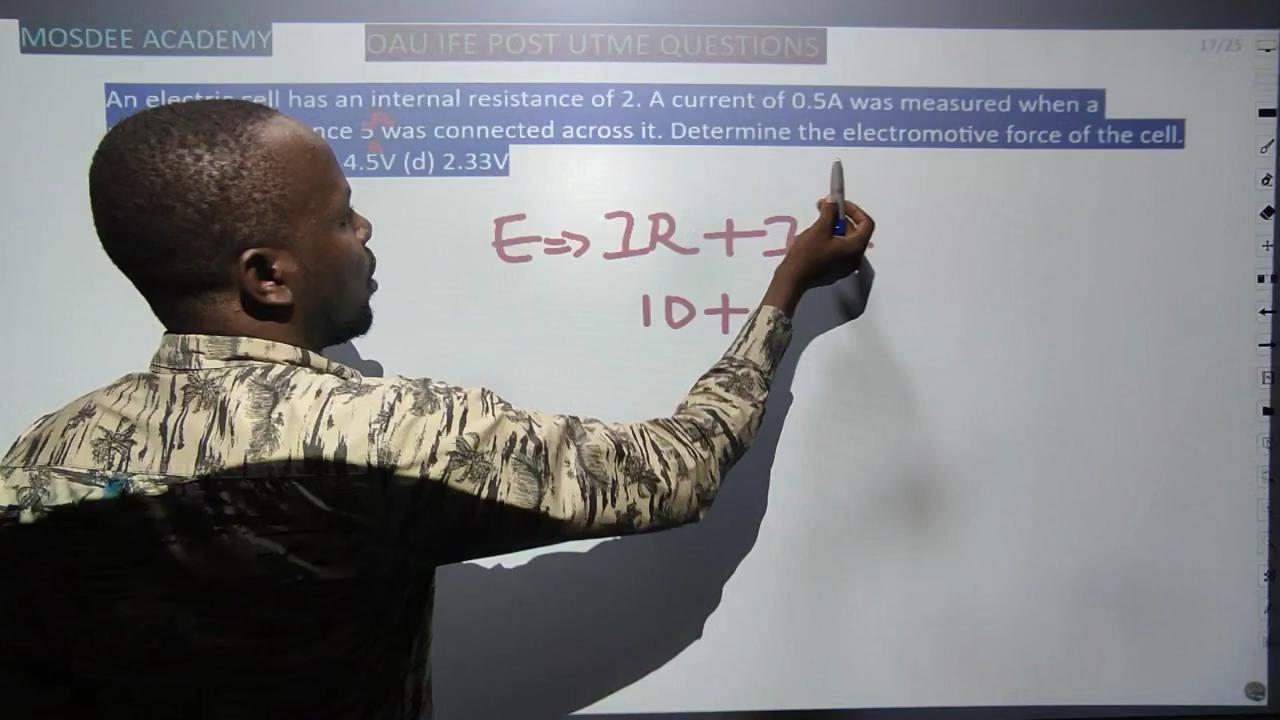 MOSDEE ACADEMY
OAU IFE POST UTME QUESTIONS
17/25
An electric cell has an internal resistance of 2. A current of 0.5A was measured when a
5 was connected across it. Determine the electromotive force of the cell.
4.5V (d) 2.33V
E => IR + I
10 +